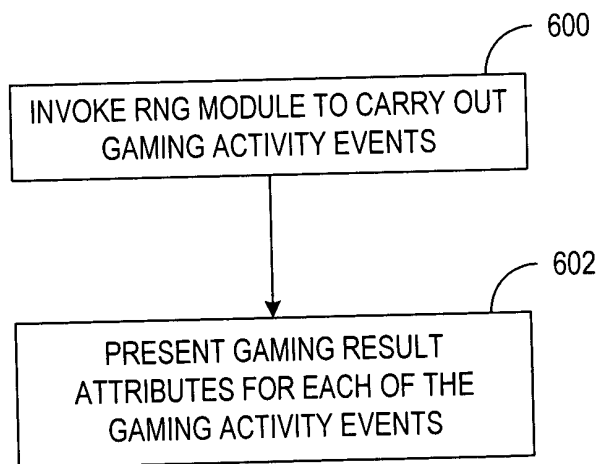 600
INVOKE RNG MODULE TO CARRY OUT
GAMING ACTIVITY EVENTS
602
PRESENT GAMING RESULT
ATTRIBUTES FOR EACH OF THE
GAMING ACTIVITY EVENTS